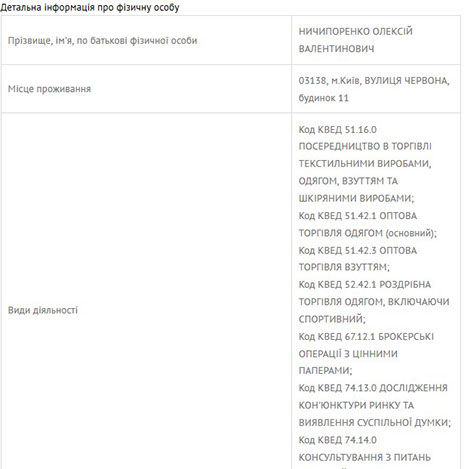 Детальна інформація про фізичну особу
Прізвище, ім'я, по батькові фізичної особи
НИЧИПОРЕНКО ОЛЕКСІЙ
ВАЛЕНТИНОВИЧ
Місце проживання
03138, м.Київ, ВУЛИЦЯ ЧЕРВОНА,
будинок 11
Види діяльності
Код КВЕД 51.16.0
ПОСЕРЕДНИЦТВО В ТОРГІВЛІ
ТЕКСТИЛЬНИМИ ВИРОБАМИ,
ОДЯГОМ, ВЗУТТЯМ ТА
ШКІРЯНИМИ ВИРОБАМИ;
Код КВЕД 51.42.1 ОПТОВА
ТОРГІВЛЯ ОДЯГОМ (основний);
Код КВЕД 51.42.3 ОПТОВА
ТОРГІВЛЯ ВЗУТТЯМ;
Код КВЕД 52.42.1 РОЗДРІБНА
ТОРГІВЛЯ ОДЯГОМ, ВКЛЮЧАЮЧИ
СПОРТИВНИЙ;
Код КВЕД 67.12.1 БРОКЕРСЬКІ
ОПЕРАЦІЇ З ЦІННИМИ
ПАПЕРАМИ;
Код КВЕД 74.13.0 ДОСЛІДЖЕННЯ
КОН'ЮНКТУРИ РИНКУ ТА
ВИЯВЛЕННЯ СУСПІЛЬНОЇ ДУМКИ;
Код КВЕД 74.14.0
КОНСУЛЬТУВАННЯ З ПИТАНЬ